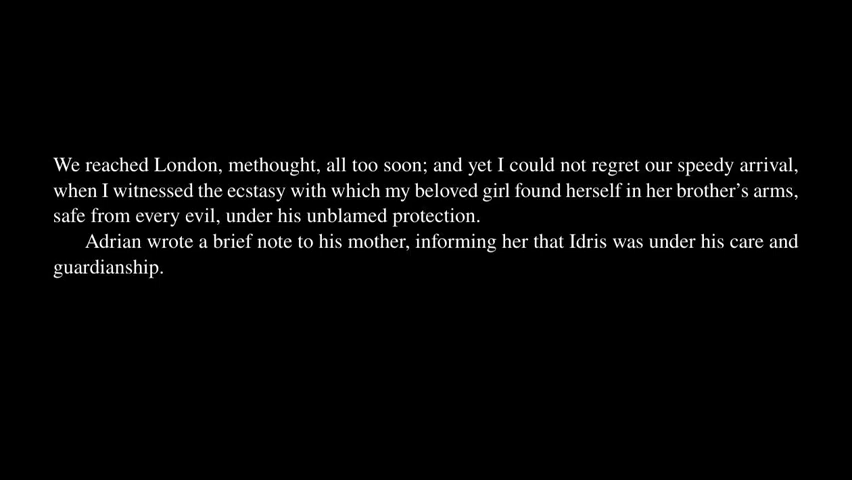 We reached London, methought, all too soon; and yet I could not regret our speedy arrival,
when I witnessed the ecstasy with which my beloved girl found herself in her brother’s arms,
safe from every evil, under his unblamed protection.
Adrian wrote a brief note to his mother, informing her that Idris was under his care and
guardianship.